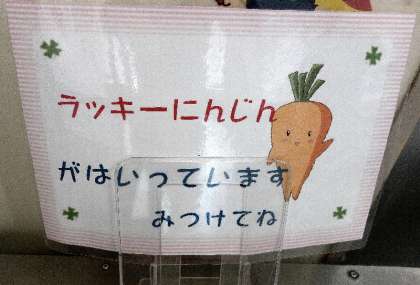 ラッキーにんじん
がはいっています
みつけてね